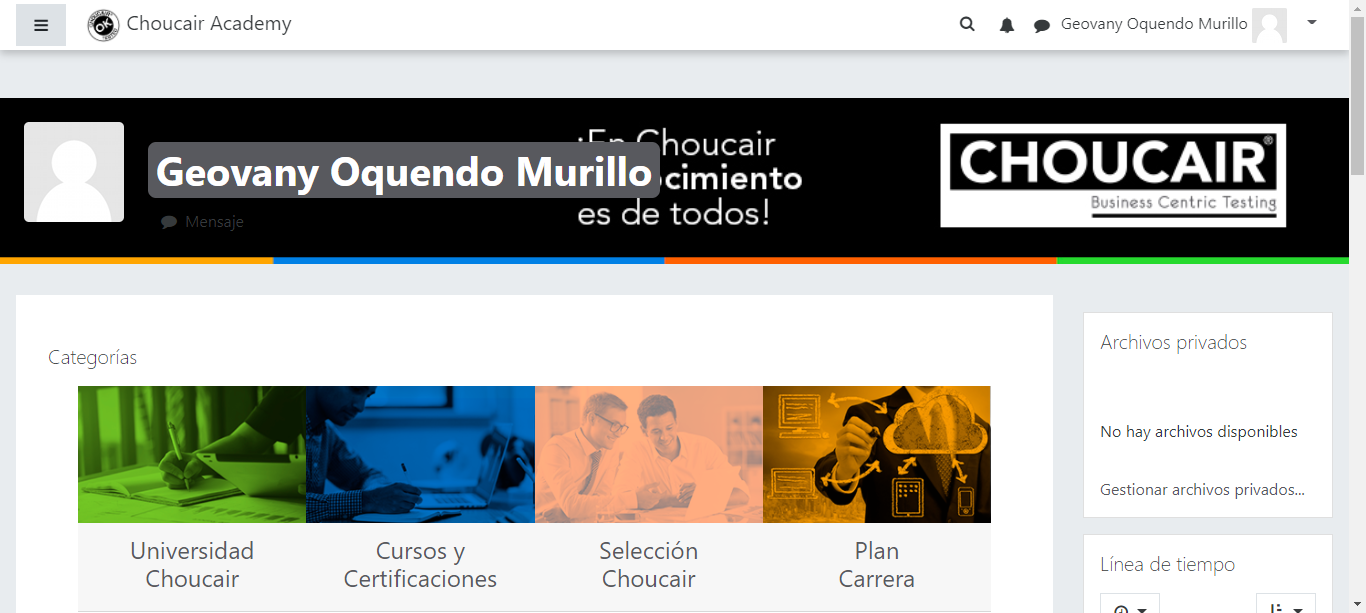 Choucair Academy
Geovany Oquendo Murillo
Geovany Oquendo Murillo
Mensaje
¡En Choucair
ocimiento
es de todos!
CHOUCAIR®
Business Centric Testing
Categorías
Universidad
Choucair
Cursos y
Certificaciones
Selección
Choucair
Plan
Carrera
Archivos privados
No hay archivos disponibles
Gestionar archivos privados...
Línea de tiempo